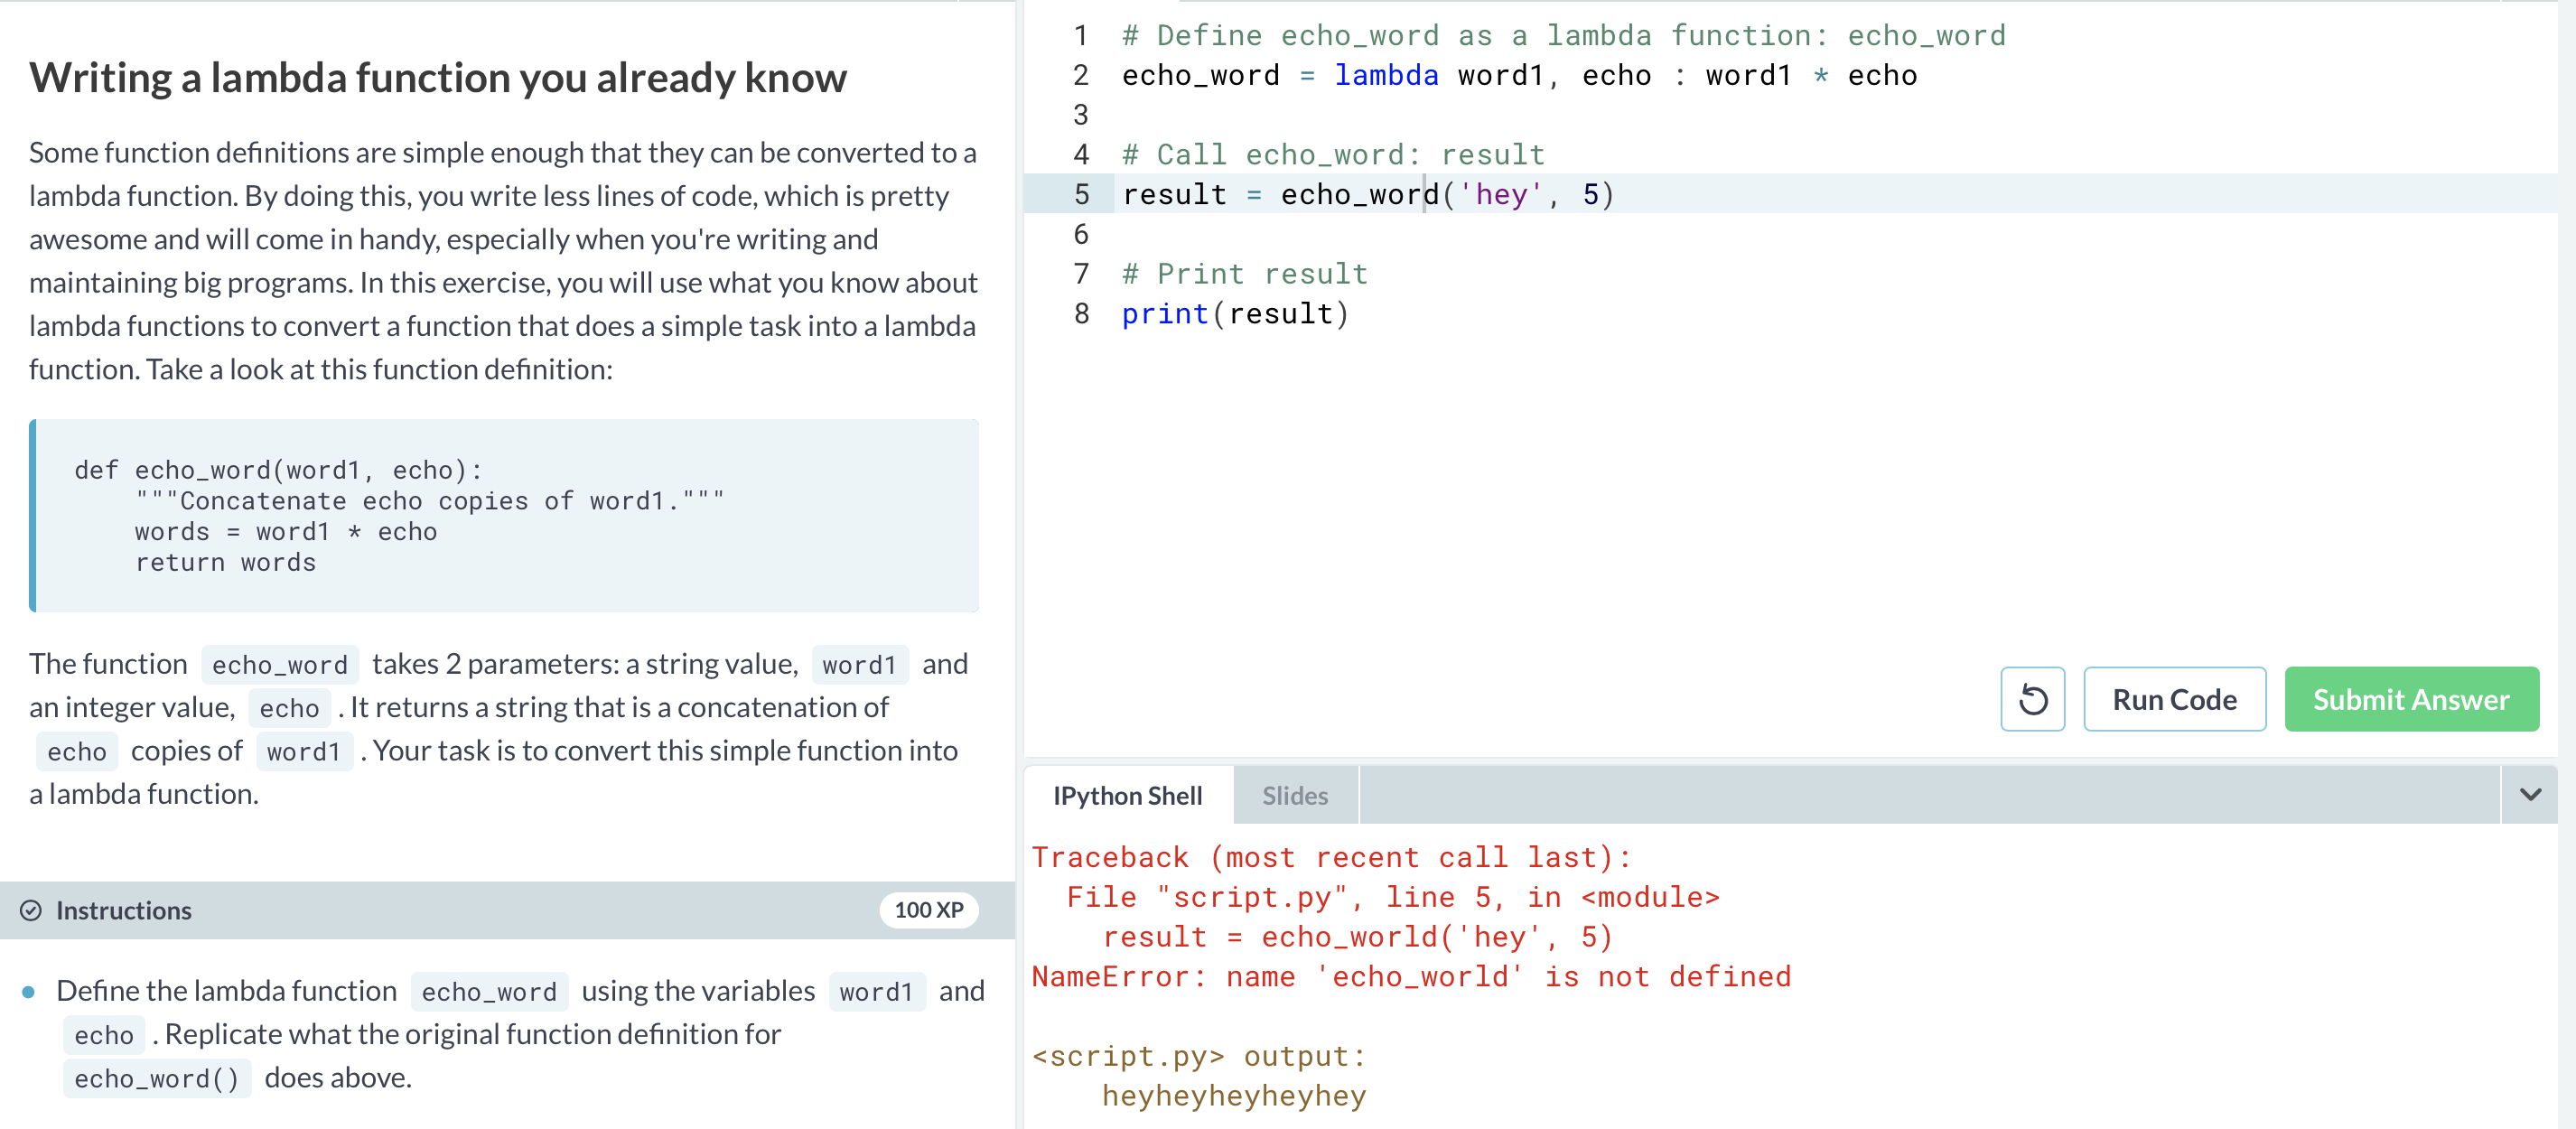 Writing a lambda function you already know
Some function definitions are simple enough that they can be converted to a
lambda function. By doing this, you write less lines of code, which is pretty
awesome and will come in handy, especially when you're writing and
maintaining big programs. In this exercise, you will use what you know about
lambda functions to convert a function that does a simple task into a lambda
function. Take a look at this function definition:
def echo_word(word1, echo):
    """Concatenate echo copies of word1."""
    words = word1 * echo
    return words
The function echo_word takes 2 parameters: a string value, word1 and
an integer value, echo . It returns a string that is a concatenation of
echo copies of word1 . Your task is to convert this simple function into
a lambda function.
Instructions 100 XP
Define the lambda function echo_word using the variables word1 and
echo . Replicate what the original function definition for
echo_word() does above.
1 # Define echo_word as a lambda function: echo_word
2 echo_word = lambda word1, echo : word1 * echo
3
4 # Call echo_word: result
5 result = echo_word('hey', 5)
6
7 # Print result
8 print(result)
Run Code Submit Answer
IPython Shell Slides
Traceback (most recent call last):
  File "script.py", line 5, in <module>
    result = echo_world('hey', 5)
NameError: name 'echo_world' is not defined
<script.py> output:
    heyheyheyheyhey